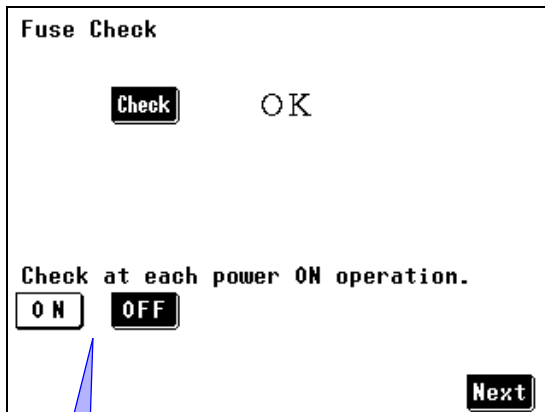 Fuse Check
Check OK
Check at each power ON operation.
ON OFF
Next